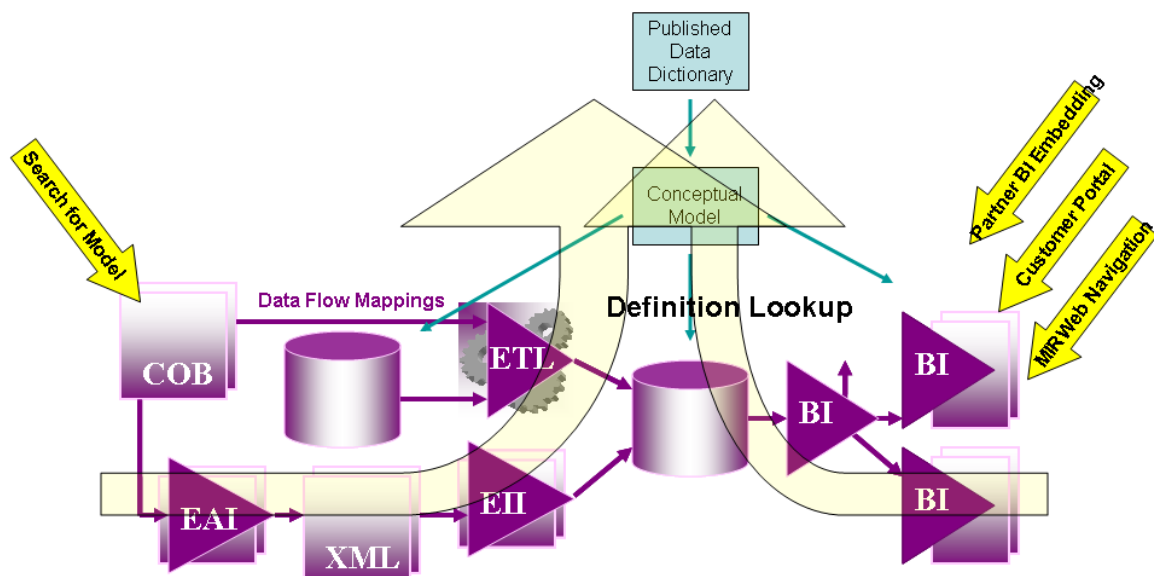 Published
Data
Dictionary
Partner BI Embedding
Search for Model
Conceptual
Model
Customer Portal
MIRWeb Navigation
Data Flow Mappings
Definition Lookup
COB
ETL
BI
BI
EAI
XML
EII
BI